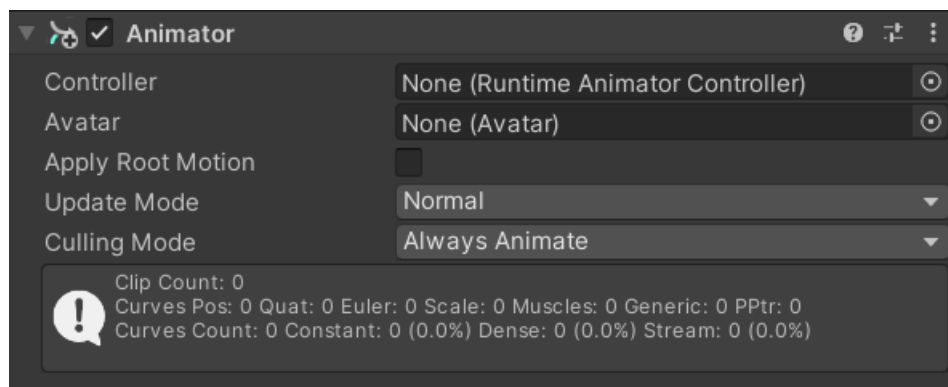 Animator
Controller None (Runtime Animator Controller)
Avatar None (Avatar)
Apply Root Motion
Update Mode Normal
Culling Mode Always Animate
Clip Count: 0
Curves Pos: 0 Quat: 0 Euler: 0 Scale: 0 Muscles: 0 Generic: 0 PPtr: 0
Curves Count: 0 Constant: 0 (0.0%) Dense: 0 (0.0%) Stream: 0 (0.0%)